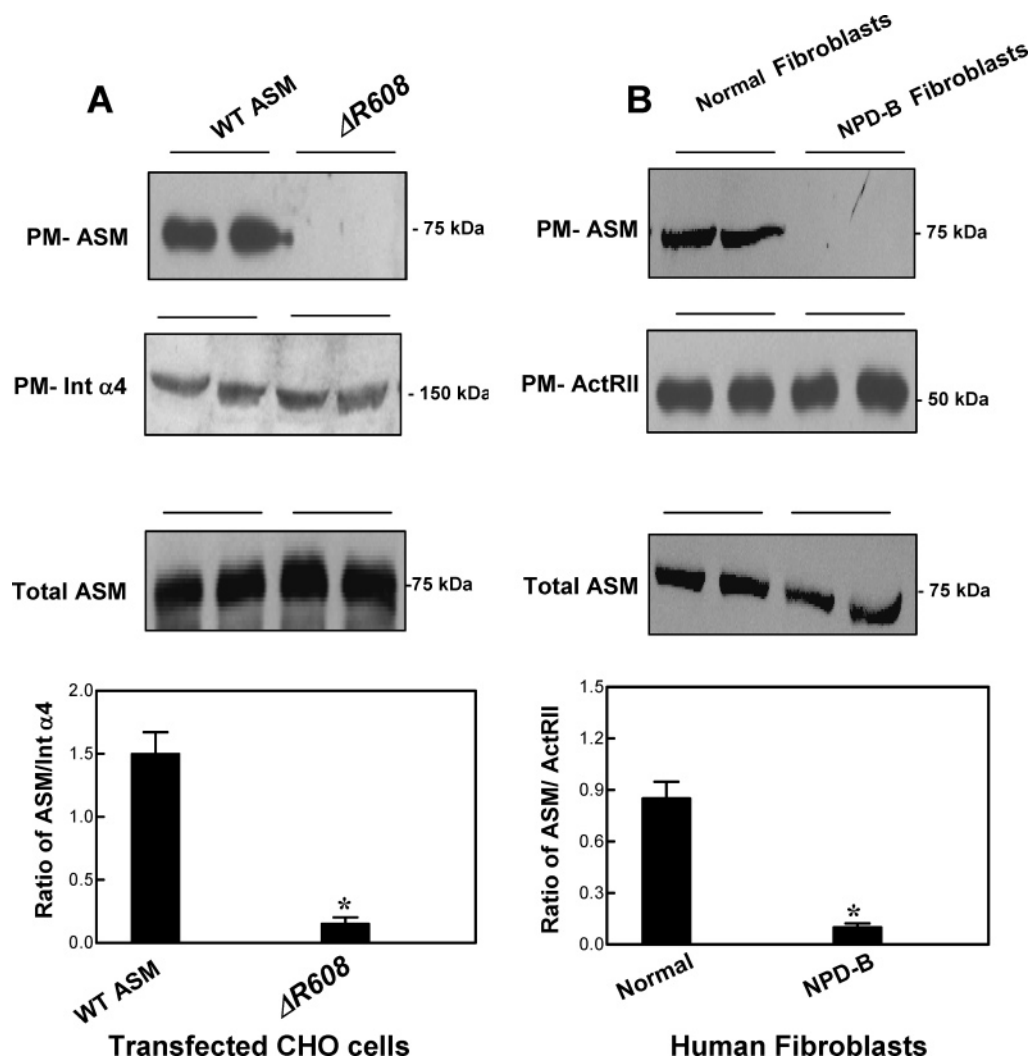 A
WT ASM
ΔR608
PM- ASM
- 75 kDa
PM- Int α4
- 150 kDa
Total ASM
-75 kDa
Ratio of ASM/Int α4
2.0
1.5
1.0
0.5
0.0
*
WT ASM
ΔR608
Transfected CHO cells
B
Normal Fibroblasts
NPD-B Fibroblasts
PM- ASM
- 75 kDa
PM- ActRII
- 50 kDa
Total ASM
- 75 kDa
Ratio of ASM/ ActRII
1.5
1.2
0.9
0.6
0.3
0.0
*
Normal
NPD-B
Human Fibroblasts